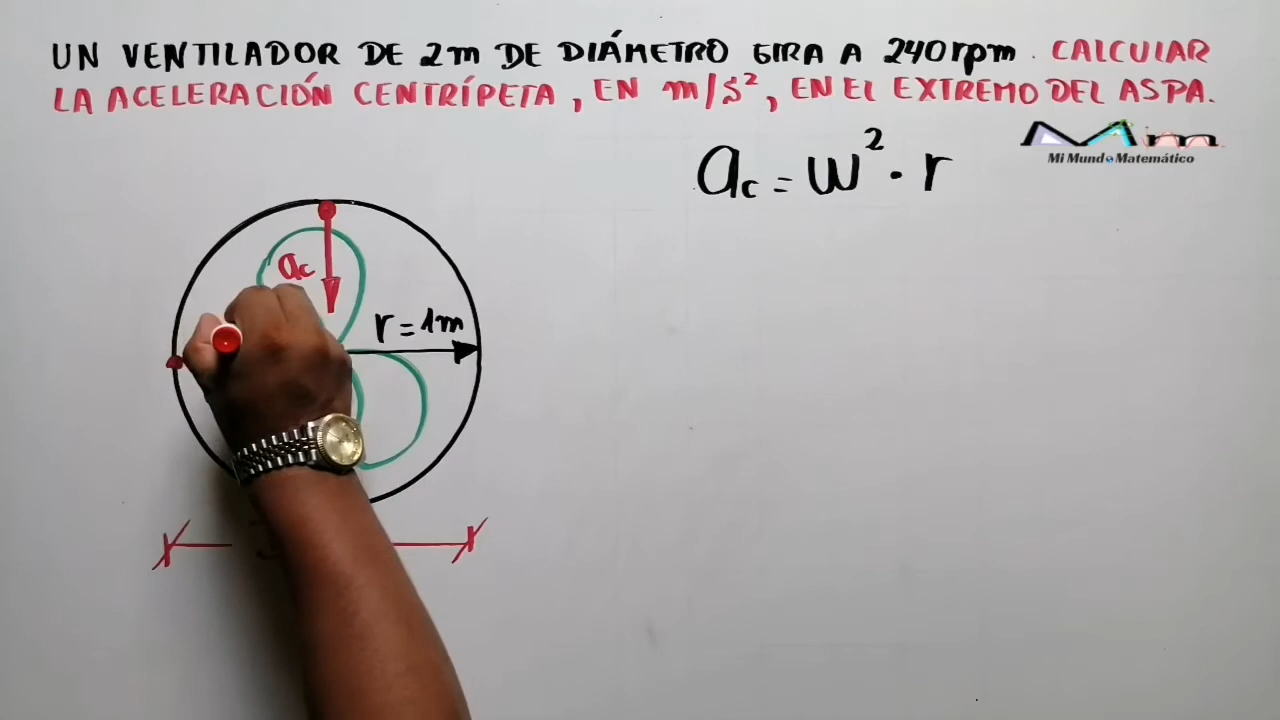 UN VENTILADOR DE 2m DE DIÁMETRO GIRA A 240rpm. CALCULAR
LA ACELERACIÓN CENTRÍPETA, EN m/s², EN EL EXTREMO DEL ASPA.
Mm
Mi Mundo Matemático
ac = w² · r
ac
r = 1m